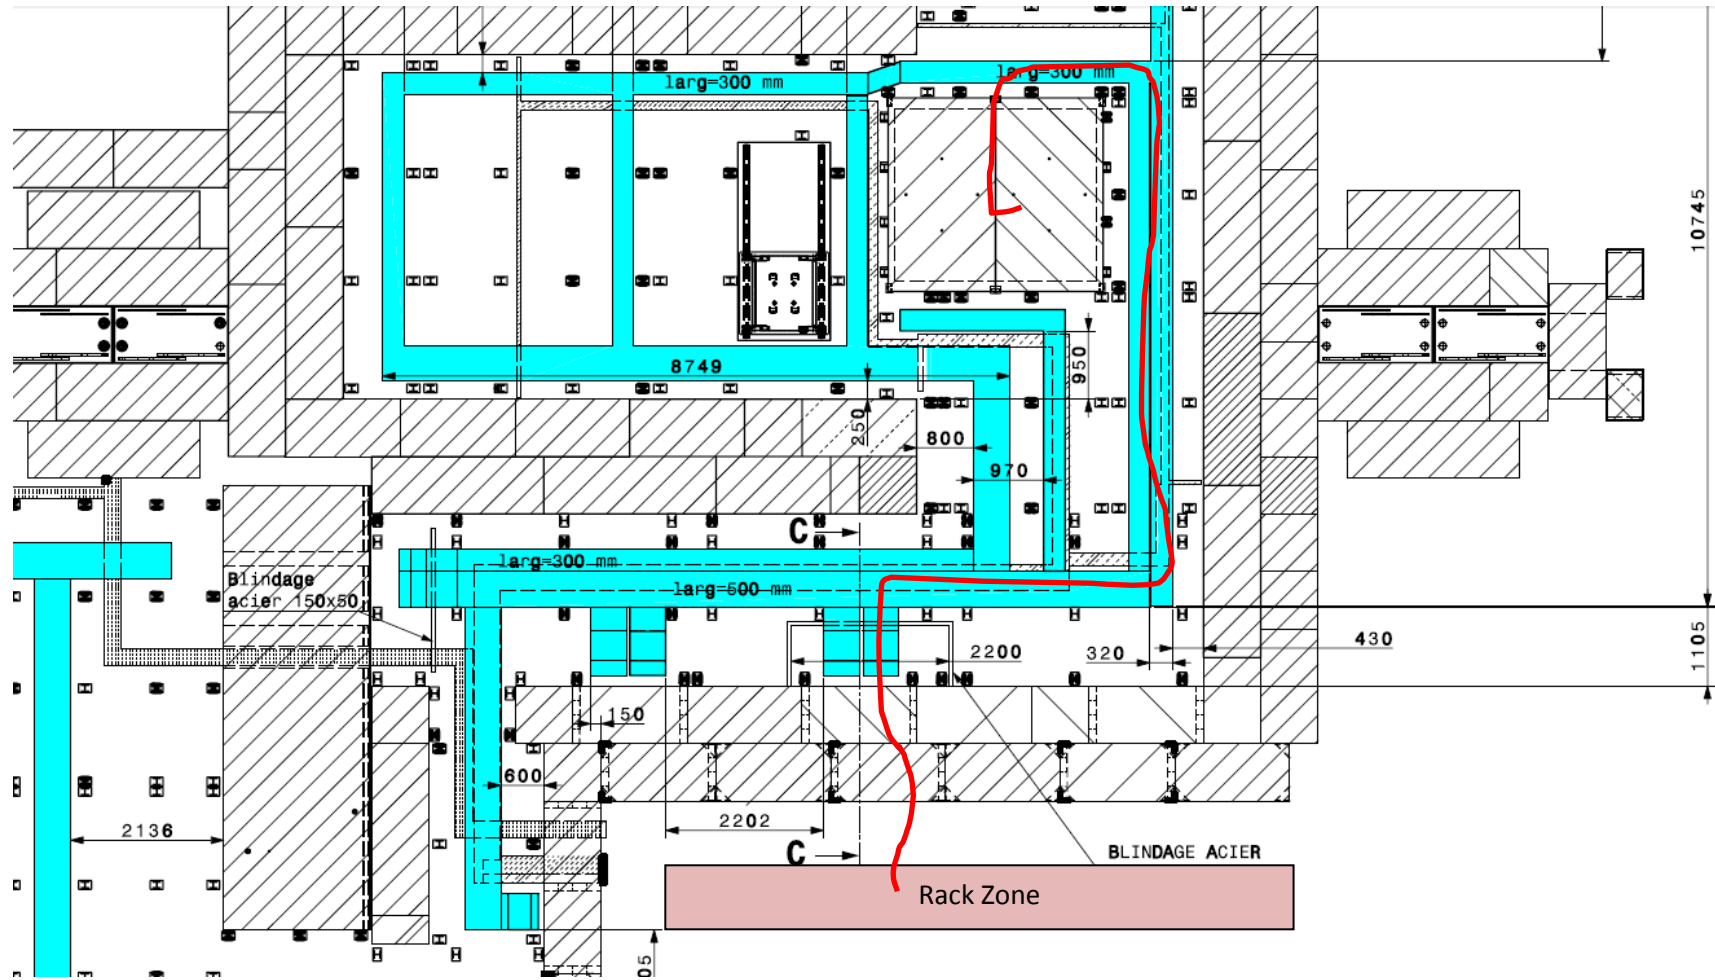 larg=300 mm
larg=300 mm
10745
8749
950
250
800
970
C
larg=300 mm
Blindage
acier 150x50
larg=500 mm
430
2200
320
1105
150
600
2136
2202
C
BLINDAGE ACIER
Rack Zone
05